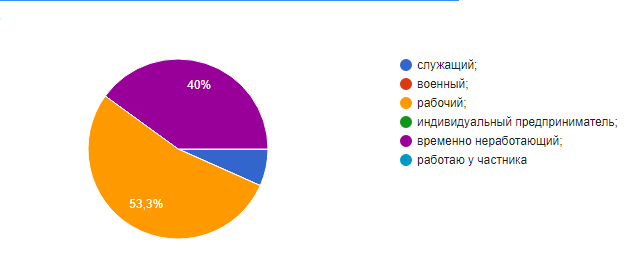 40%
53,3%
служащий;
военный;
рабочий;
индивидуальный предприниматель;
временно неработающий;
работаю у частника